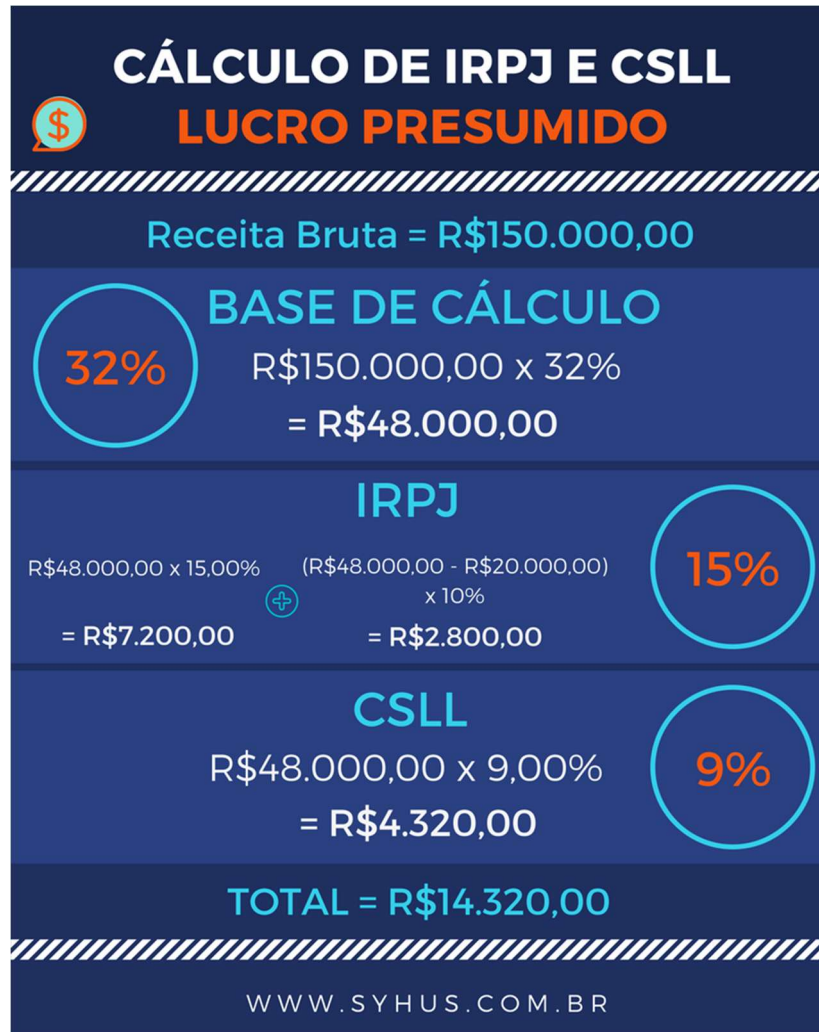 CÁLCULO DE IRPJ E CSLL
$ LUCRO PRESUMIDO
Receita Bruta = R$150.000,00
BASE DE CÁLCULO
32%
R$150.000,00 x 32%
= R$48.000,00
IRPJ
R$48.000,00 x 15,00%
= R$7.200,00
(R$48.000,00 - R$20.000,00)
x 10%
= R$2.800,00
15%
CSLL
R$48.000,00 x 9,00%
= R$4.320,00
9%
TOTAL = R$14.320,00
WWW.SYHUS.COM.BR